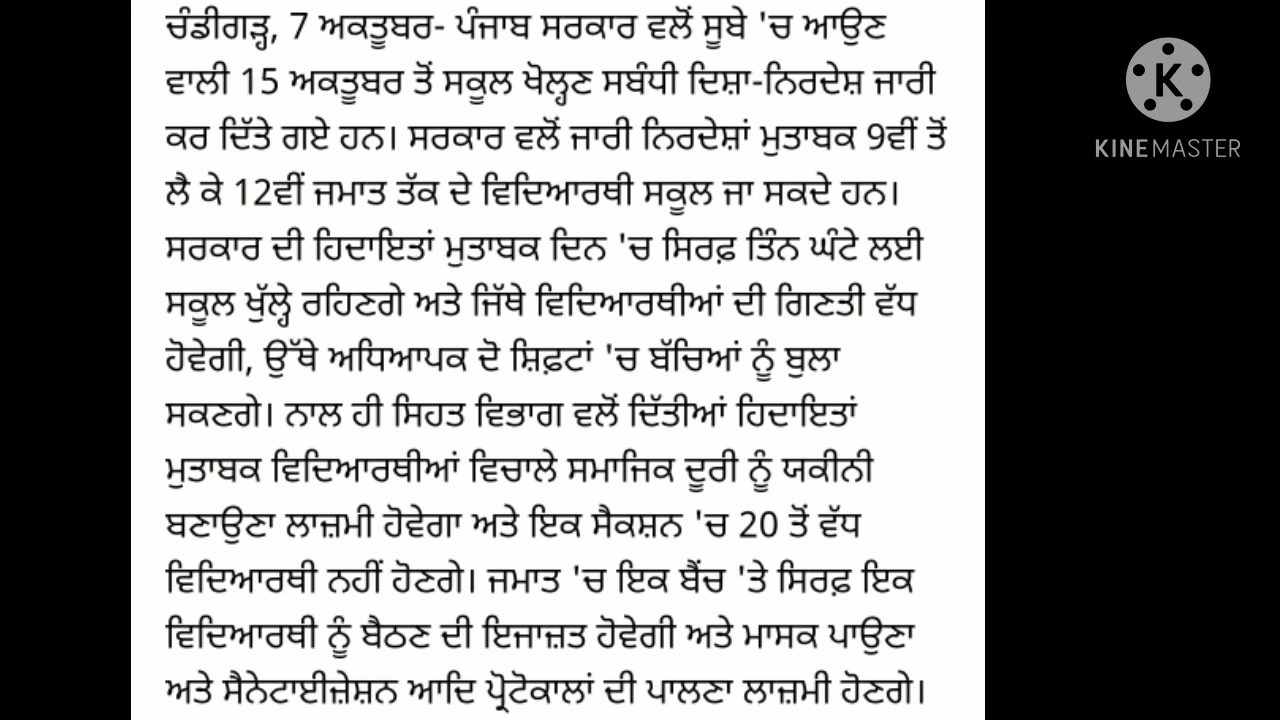 ਚੰਡੀਗੜ੍ਹ, 7 ਅਕਤੂਬਰ- ਪੰਜਾਬ ਸਰਕਾਰ ਵਲੋਂ ਸੂਬੇ 'ਚ ਆਉਣ
ਵਾਲੀ 15 ਅਕਤੂਬਰ ਤੋਂ ਸਕੂਲ ਖੋਲ੍ਹਣ ਸਬੰਧੀ ਦਿਸ਼ਾ-ਨਿਰਦੇਸ਼ ਜਾਰੀ
ਕਰ ਦਿੱਤੇ ਗਏ ਹਨ। ਸਰਕਾਰ ਵਲੋਂ ਜਾਰੀ ਨਿਰਦੇਸ਼ਾਂ ਮੁਤਾਬਕ 9ਵੀਂ ਤੋਂ
ਲੈ ਕੇ 12ਵੀਂ ਜਮਾਤ ਤੱਕ ਦੇ ਵਿਦਿਆਰਥੀ ਸਕੂਲ ਜਾ ਸਕਦੇ ਹਨ।
ਸਰਕਾਰ ਦੀ ਹਿਦਾਇਤਾਂ ਮੁਤਾਬਕ ਦਿਨ 'ਚ ਸਿਰਫ਼ ਤਿੰਨ ਘੰਟੇ ਲਈ
ਸਕੂਲ ਖੁੱਲ੍ਹੇ ਰਹਿਣਗੇ ਅਤੇ ਜਿੱਥੇ ਵਿਦਿਆਰਥੀਆਂ ਦੀ ਗਿਣਤੀ ਵੱਧ
ਹੋਵੇਗੀ, ਉੱਥੇ ਅਧਿਆਪਕ ਦੋ ਸ਼ਿਫ਼ਟਾਂ 'ਚ ਬੱਚਿਆਂ ਨੂੰ ਬੁਲਾ
ਸਕਣਗੇ। ਨਾਲ ਹੀ ਸਿਹਤ ਵਿਭਾਗ ਵਲੋਂ ਦਿੱਤੀਆਂ ਹਿਦਾਇਤਾਂ
ਮੁਤਾਬਕ ਵਿਦਿਆਰਥੀਆਂ ਵਿਚਾਲੇ ਸਮਾਜਿਕ ਦੂਰੀ ਨੂੰ ਯਕੀਨੀ
ਬਣਾਉਣਾ ਲਾਜ਼ਮੀ ਹੋਵੇਗਾ ਅਤੇ ਇਕ ਸੈਕਸ਼ਨ 'ਚ 20 ਤੋਂ ਵੱਧ
ਵਿਦਿਆਰਥੀ ਨਹੀਂ ਹੋਣਗੇ। ਜਮਾਤ 'ਚ ਇਕ ਬੈਂਚ 'ਤੇ ਸਿਰਫ਼ ਇਕ
ਵਿਦਿਆਰਥੀ ਨੂੰ ਬੈਠਣ ਦੀ ਇਜਾਜ਼ਤ ਹੋਵੇਗੀ ਅਤੇ ਮਾਸਕ ਪਾਉਣਾ
ਅਤੇ ਸੈਨੇਟਾਈਜ਼ੇਸ਼ਨ ਆਦਿ ਪ੍ਰੋਟੋਕਾਲਾਂ ਦੀ ਪਾਲਣਾ ਲਾਜ਼ਮੀ ਹੋਣਗੇ।
K
KINEMASTER